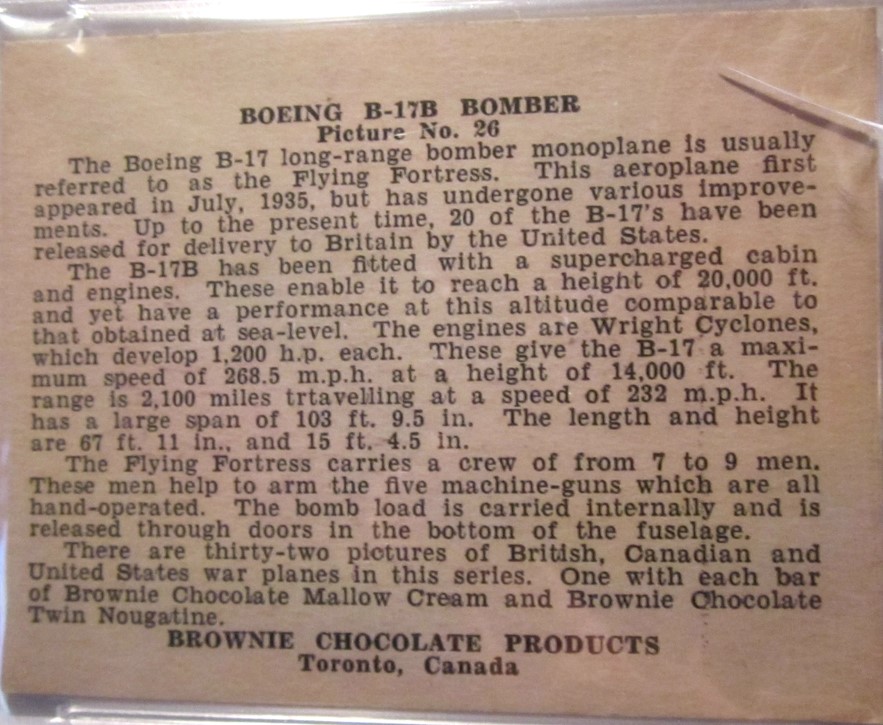 BOEING B-17B BOMBER
Picture No. 26
The Boeing B-17 long-range bomber monoplane is usually
referred to as the Flying Fortress. This aeroplane first
appeared in July, 1935, but has undergone various improve-
ments. Up to the present time, 20 of the B-17's have been
released for delivery to Britain by the United States.
The B-17B has been fitted with a supercharged cabin
and engines. These enable it to reach a height of 20,000 ft.
and yet have a performance at this altitude comparable to
that obtained at sea-level. The engines are Wright Cyclones,
which develop 1,200 h.p. each. These give the B-17 a maxi-
mum speed of 268.5 m.p.h. at a height of 14,000 ft. The
range is 2,100 miles trtavelling at a speed of 232 m.p.h. It
has a large span of 103 ft. 9.5 in. The length and height
are 67 ft. 11 in., and 15 ft. 4.5 in.
The Flying Fortress carries a crew of from 7 to 9 men.
These men help to arm the five machine-guns which are all
hand-operated. The bomb load is carried internally and is
released through doors in the bottom of the fuselage.
There are thirty-two pictures of British, Canadian and
United States war planes in this series. One with each bar
of Brownie Chocolate Mallow Cream and Brownie Chocolate
Twin Nougatine.
BROWNIE CHOCOLATE PRODUCTS
Toronto, Canada